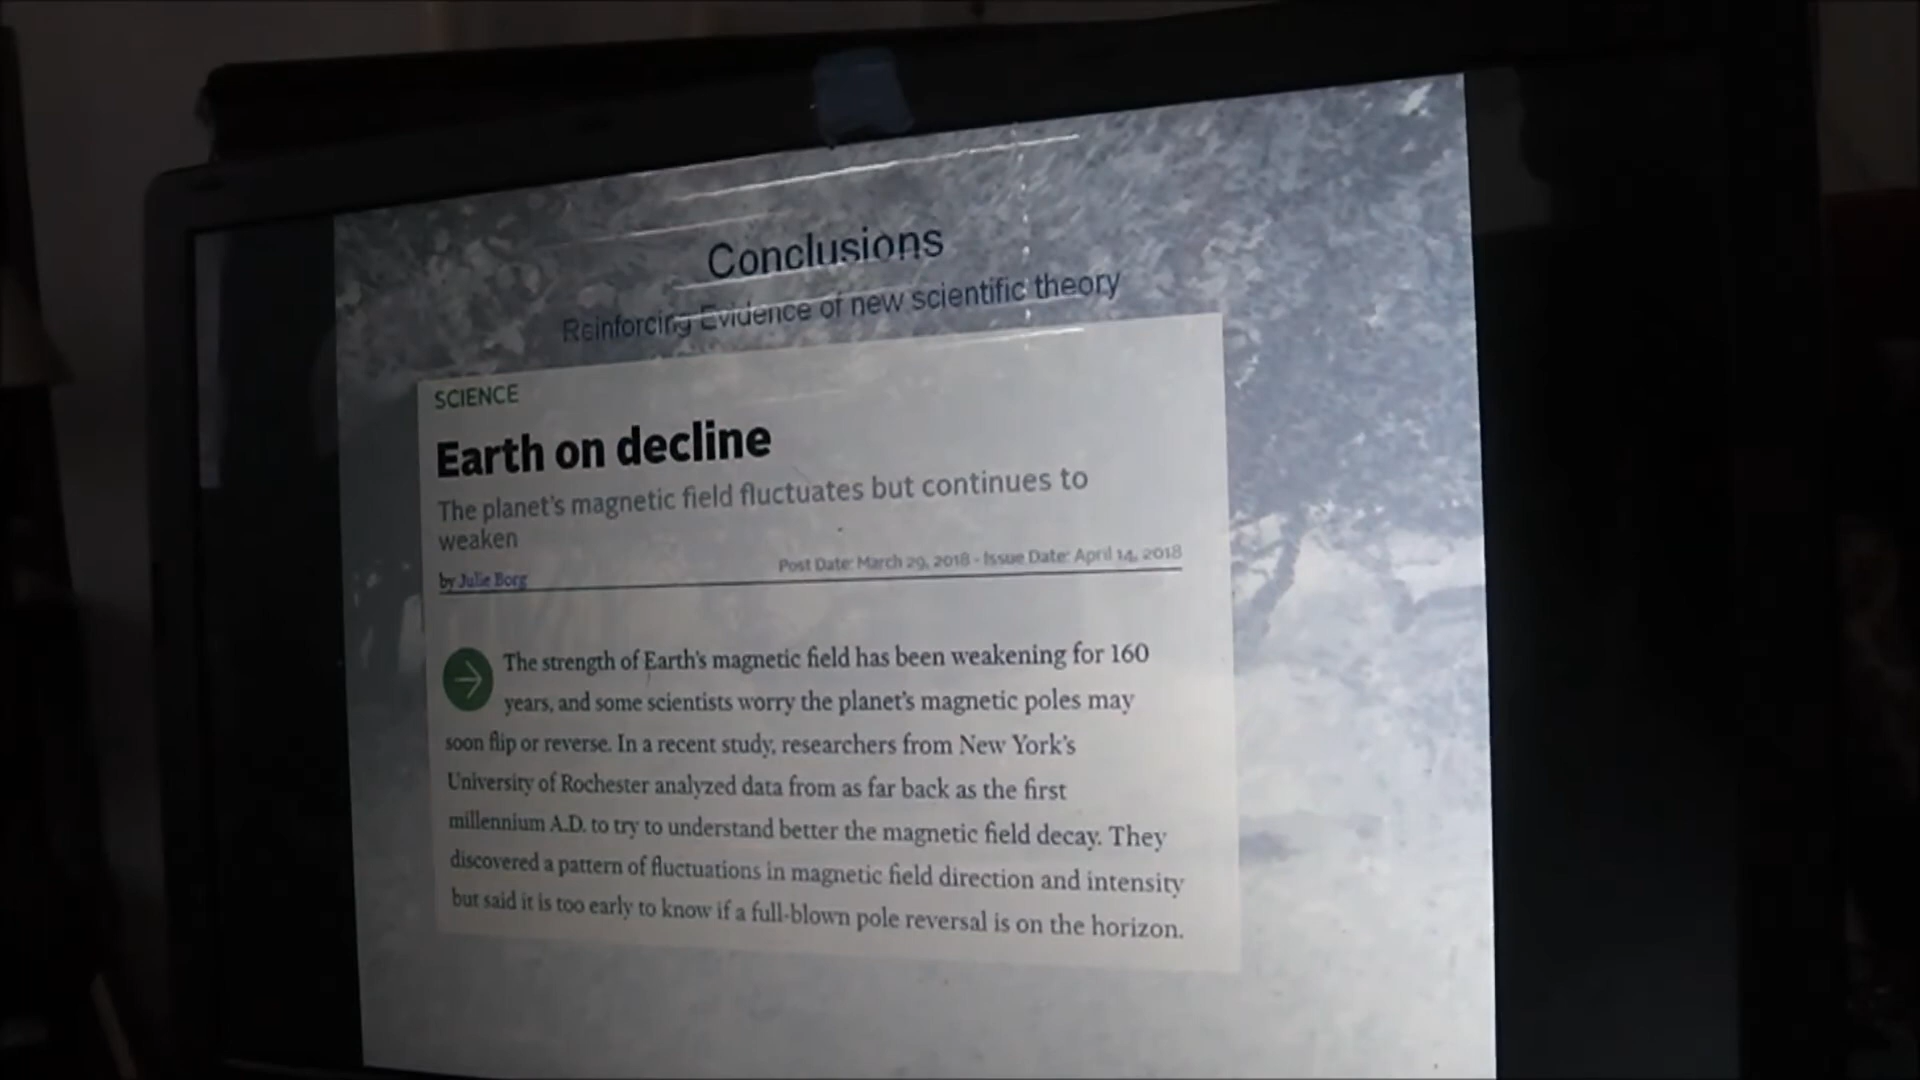 Conclusions
Reinforcing Evidence of new scientific theory
SCIENCE
Earth on decline
The planet's magnetic field fluctuates but continues to
weaken
by Julie Borg
Post Date: March 29, 2018 - Issue Date: April 14, 2018
The strength of Earth's magnetic field has been weakening for 160
years, and some scientists worry the planet's magnetic poles may
soon flip or reverse. In a recent study, researchers from New York's
University of Rochester analyzed data from as far back as the first
millennium A.D. to try to understand better the magnetic field decay. They
discovered a pattern of fluctuations in magnetic field direction and intensity
but said it is too early to know if a full-blown pole reversal is on the horizon.